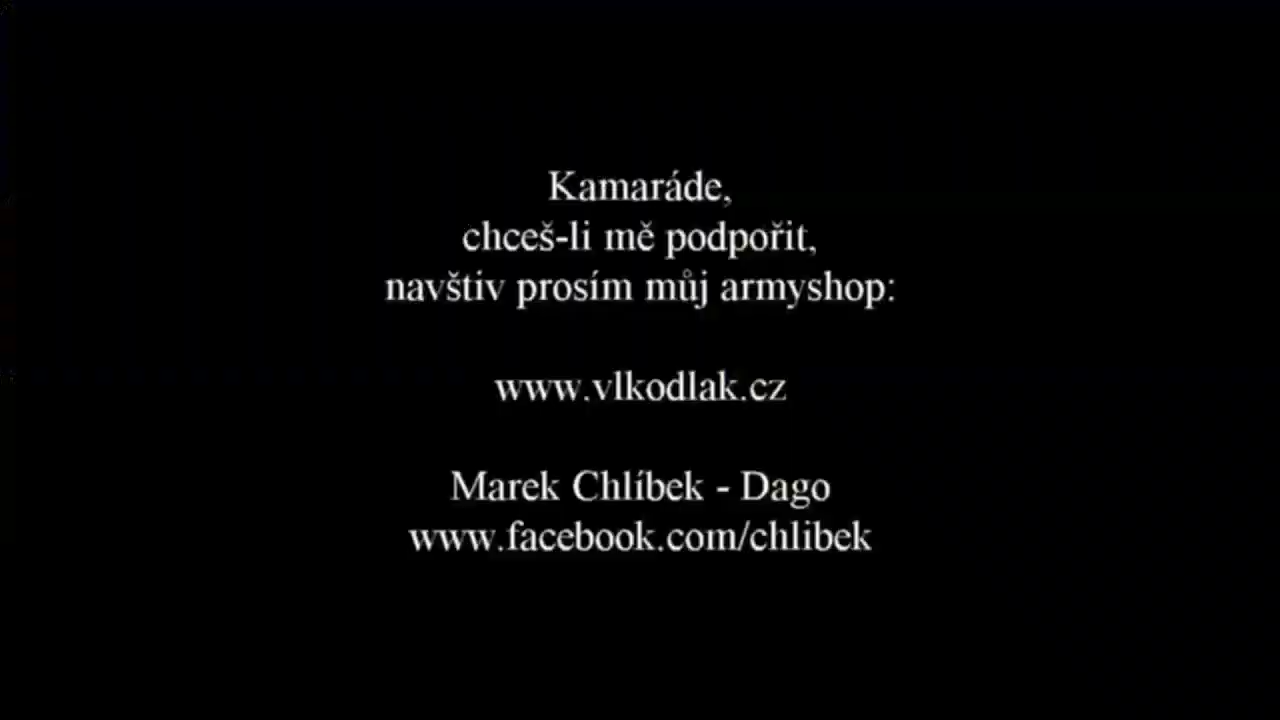 Kamaráde,
chceš-li mě podpořit,
navštiv prosím můj armyshop:
www.vlkodlak.cz
Marek Chlíbek - Dago
www.facebook.com/chlibek